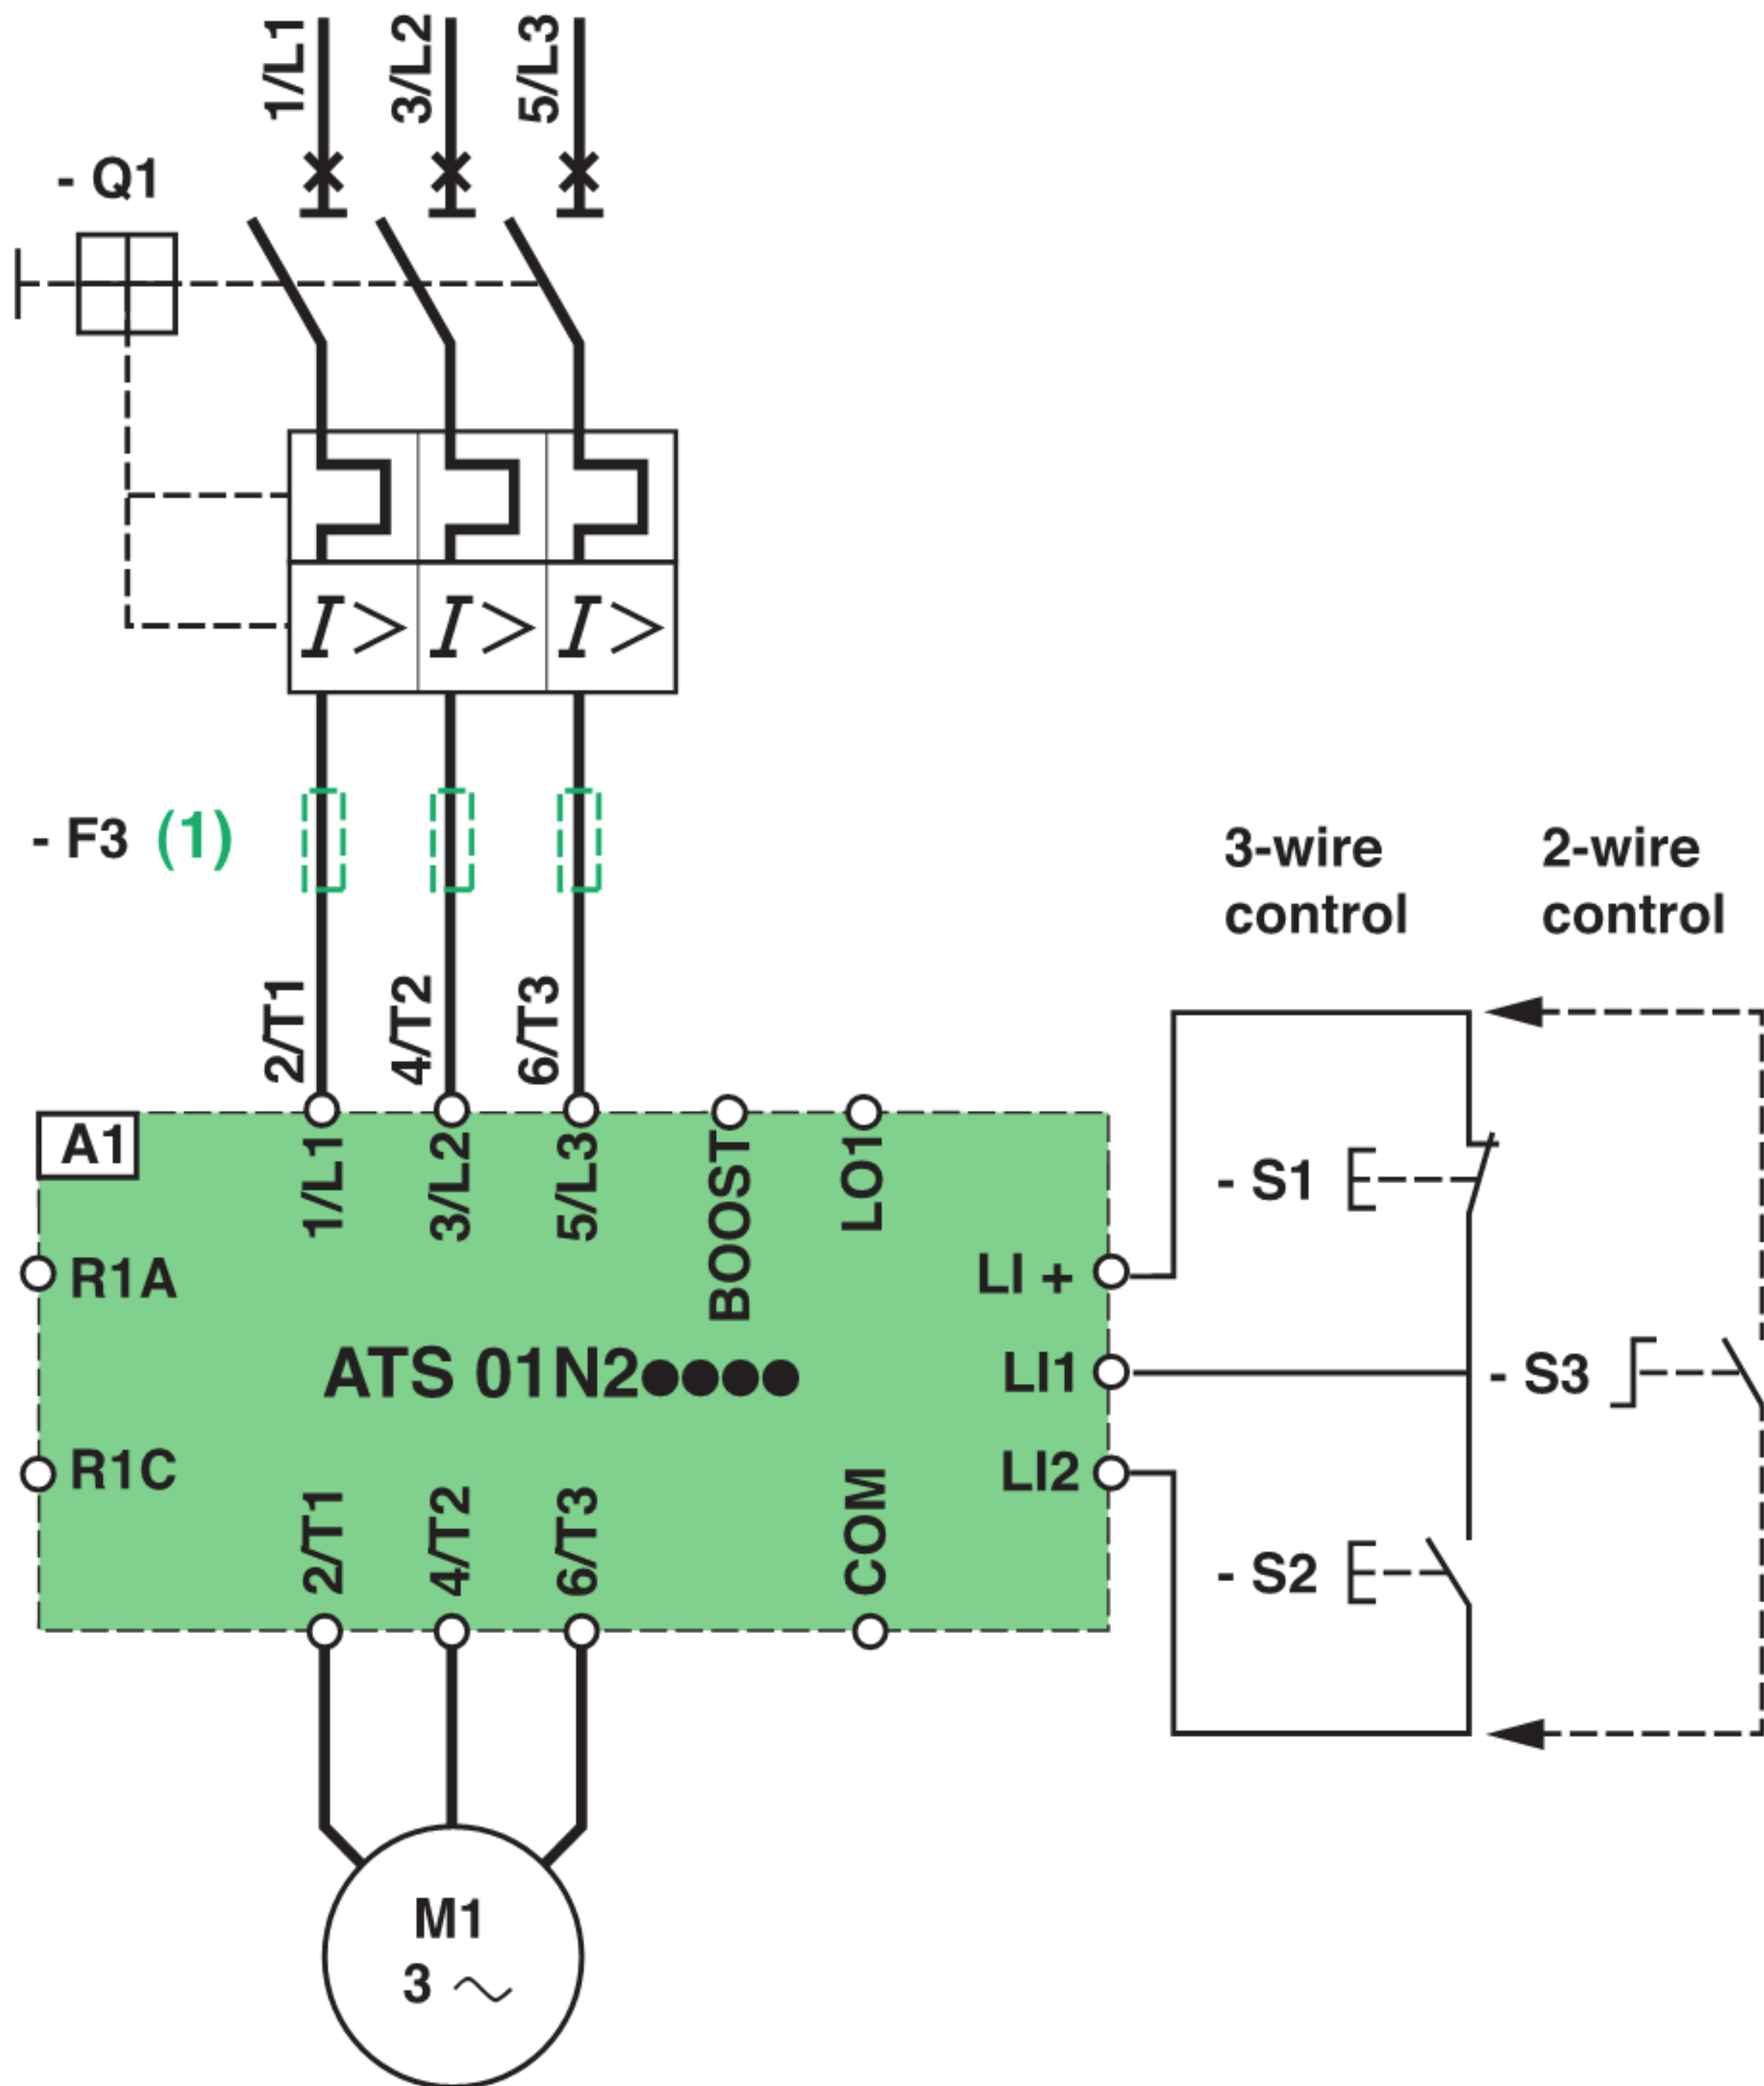 1/L1
3/L2
5/L3
- Q1
I > I > I >
- F3 (1)
3-wire
control
2-wire
control
2/T1
4/T2
6/T3
A1
1/L1
3/L2
5/L3
BOOST
LO1
- S1
R1A
LI +
ATS 01N2●●●●
LI1
- S3
R1C
LI2
2/T1
4/T2
6/T3
COM
- S2
M1
3 ~